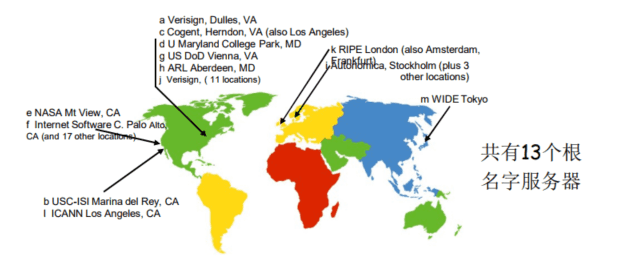 a Verisign, Dulles, VA
c Cogent, Herndon, VA (also Los Angeles)
d U Maryland College Park, MD
g US DoD Vienna, VA
h ARL Aberdeen, MD
j Verisign, ( 11 locations)
k RIPE London (also Amsterdam,
Frankfurt)
i Autonomica, Stockholm (plus 3
other locations)
m WIDE Tokyo
e NASA Mt View, CA
f Internet Software C. Palo Alto,
CA (and 17 other locations)
b USC-ISI Marina del Rey, CA
l ICANN Los Angeles, CA
共有13个根
名字服务器